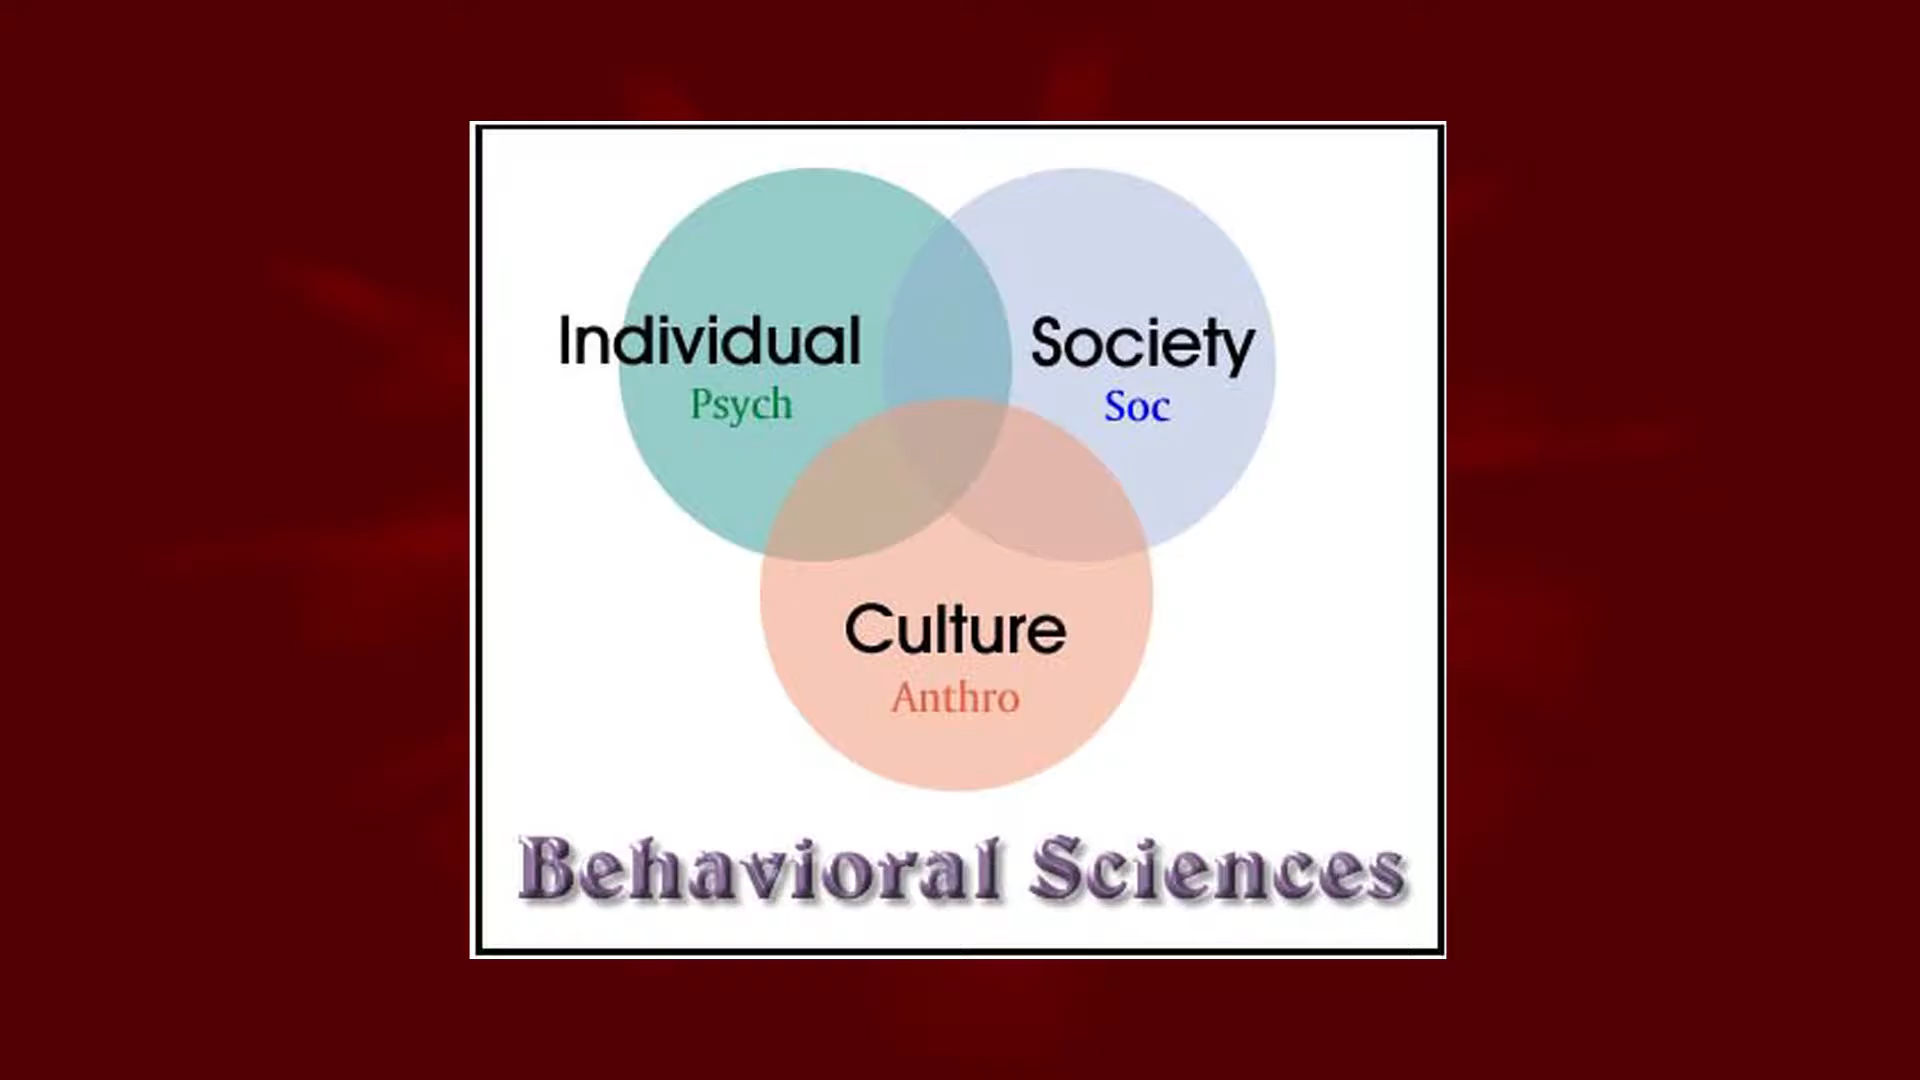 Individual
Psych
Society
Soc
Culture
Anthro
Behavioral Sciences